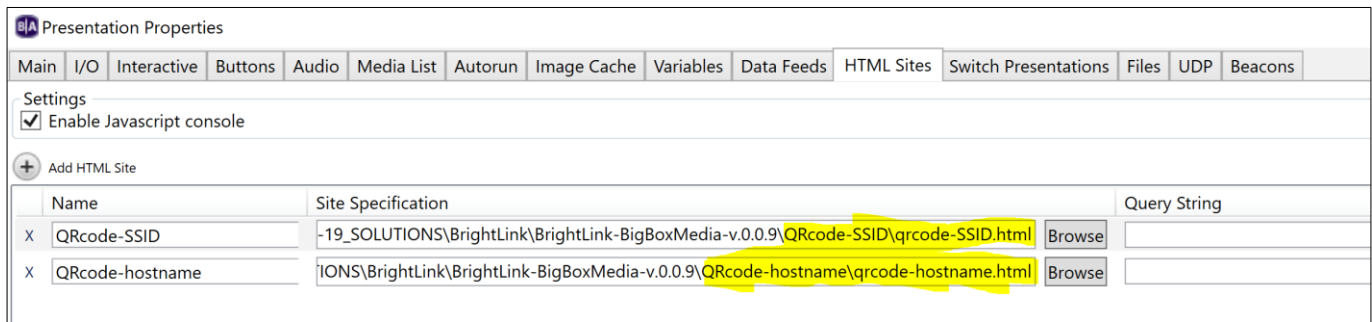 B|A Presentation Properties
Main I/O Interactive Buttons Audio Media List Autorun Image Cache Variables Data Feeds HTML Sites Switch Presentations Files UDP Beacons
Settings
Enable Javascript console
+ Add HTML Site
Name Site Specification Query String
X QRcode-SSID -19_SOLUTIONS\BrightLink\BrightLink-BigBoxMedia-v.0.0.9\QRcode-SSID\qrcode-SSID.html Browse
X QRcode-hostname IONS\BrightLink\BrightLink-BigBoxMedia-v.0.0.9\QRcode-hostname\qrcode-hostname.html Browse